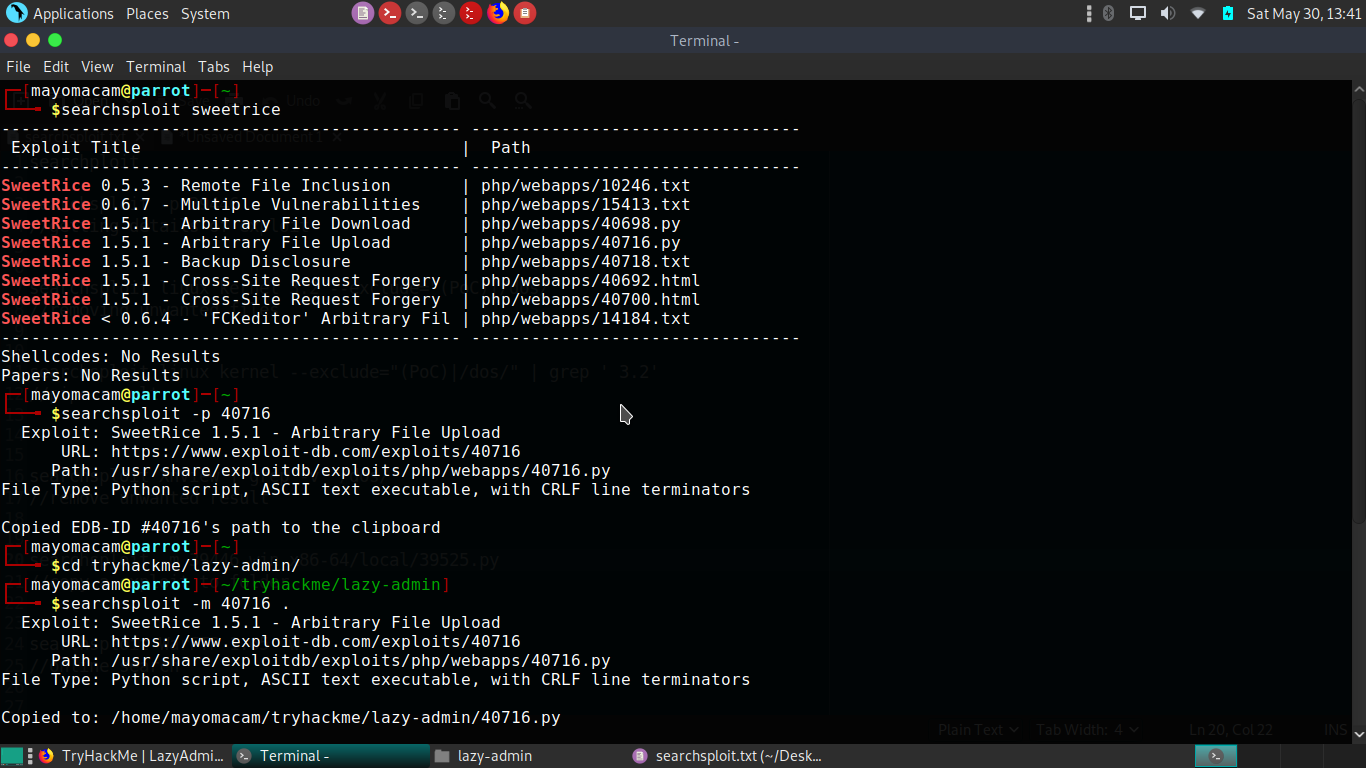 Applications Places System Sat May 30, 13:41
Terminal -
File Edit View Terminal Tabs Help
┌─[mayomacam@parrot]─[~]
└──╼ $searchsploit sweetrice
--------------------------------------------- ---------------------------------
 Exploit Title | Path
--------------------------------------------- ---------------------------------
SweetRice 0.5.3 - Remote File Inclusion | php/webapps/10246.txt
SweetRice 0.6.7 - Multiple Vulnerabilities | php/webapps/15413.txt
SweetRice 1.5.1 - Arbitrary File Download | php/webapps/40698.py
SweetRice 1.5.1 - Arbitrary File Upload | php/webapps/40716.py
SweetRice 1.5.1 - Backup Disclosure | php/webapps/40718.txt
SweetRice 1.5.1 - Cross-Site Request Forgery | php/webapps/40692.html
SweetRice 1.5.1 - Cross-Site Request Forgery | php/webapps/40700.html
SweetRice < 0.6.4 - 'FCKeditor' Arbitrary Fil | php/webapps/14184.txt
--------------------------------------------- ---------------------------------
Shellcodes: No Results
Papers: No Results
┌─[mayomacam@parrot]─[~]
└──╼ $searchsploit -p 40716
  Exploit: SweetRice 1.5.1 - Arbitrary File Upload
      URL: https://www.exploit-db.com/exploits/40716
     Path: /usr/share/exploitdb/exploits/php/webapps/40716.py
File Type: Python script, ASCII text executable, with CRLF line terminators
Copied EDB-ID #40716's path to the clipboard
┌─[mayomacam@parrot]─[~]
└──╼ $cd tryhackme/lazy-admin/
┌─[mayomacam@parrot]─[~/tryhackme/lazy-admin]
└──╼ $searchsploit -m 40716 .
  Exploit: SweetRice 1.5.1 - Arbitrary File Upload
      URL: https://www.exploit-db.com/exploits/40716
     Path: /usr/share/exploitdb/exploits/php/webapps/40716.py
File Type: Python script, ASCII text executable, with CRLF line terminators
Copied to: /home/mayomacam/tryhackme/lazy-admin/40716.py
Plain Text Tab Width: 4 Ln 20, Col 22 INS
TryHackMe | LazyAdmi... Terminal - lazy-admin searchsploit.txt (~/Desk...